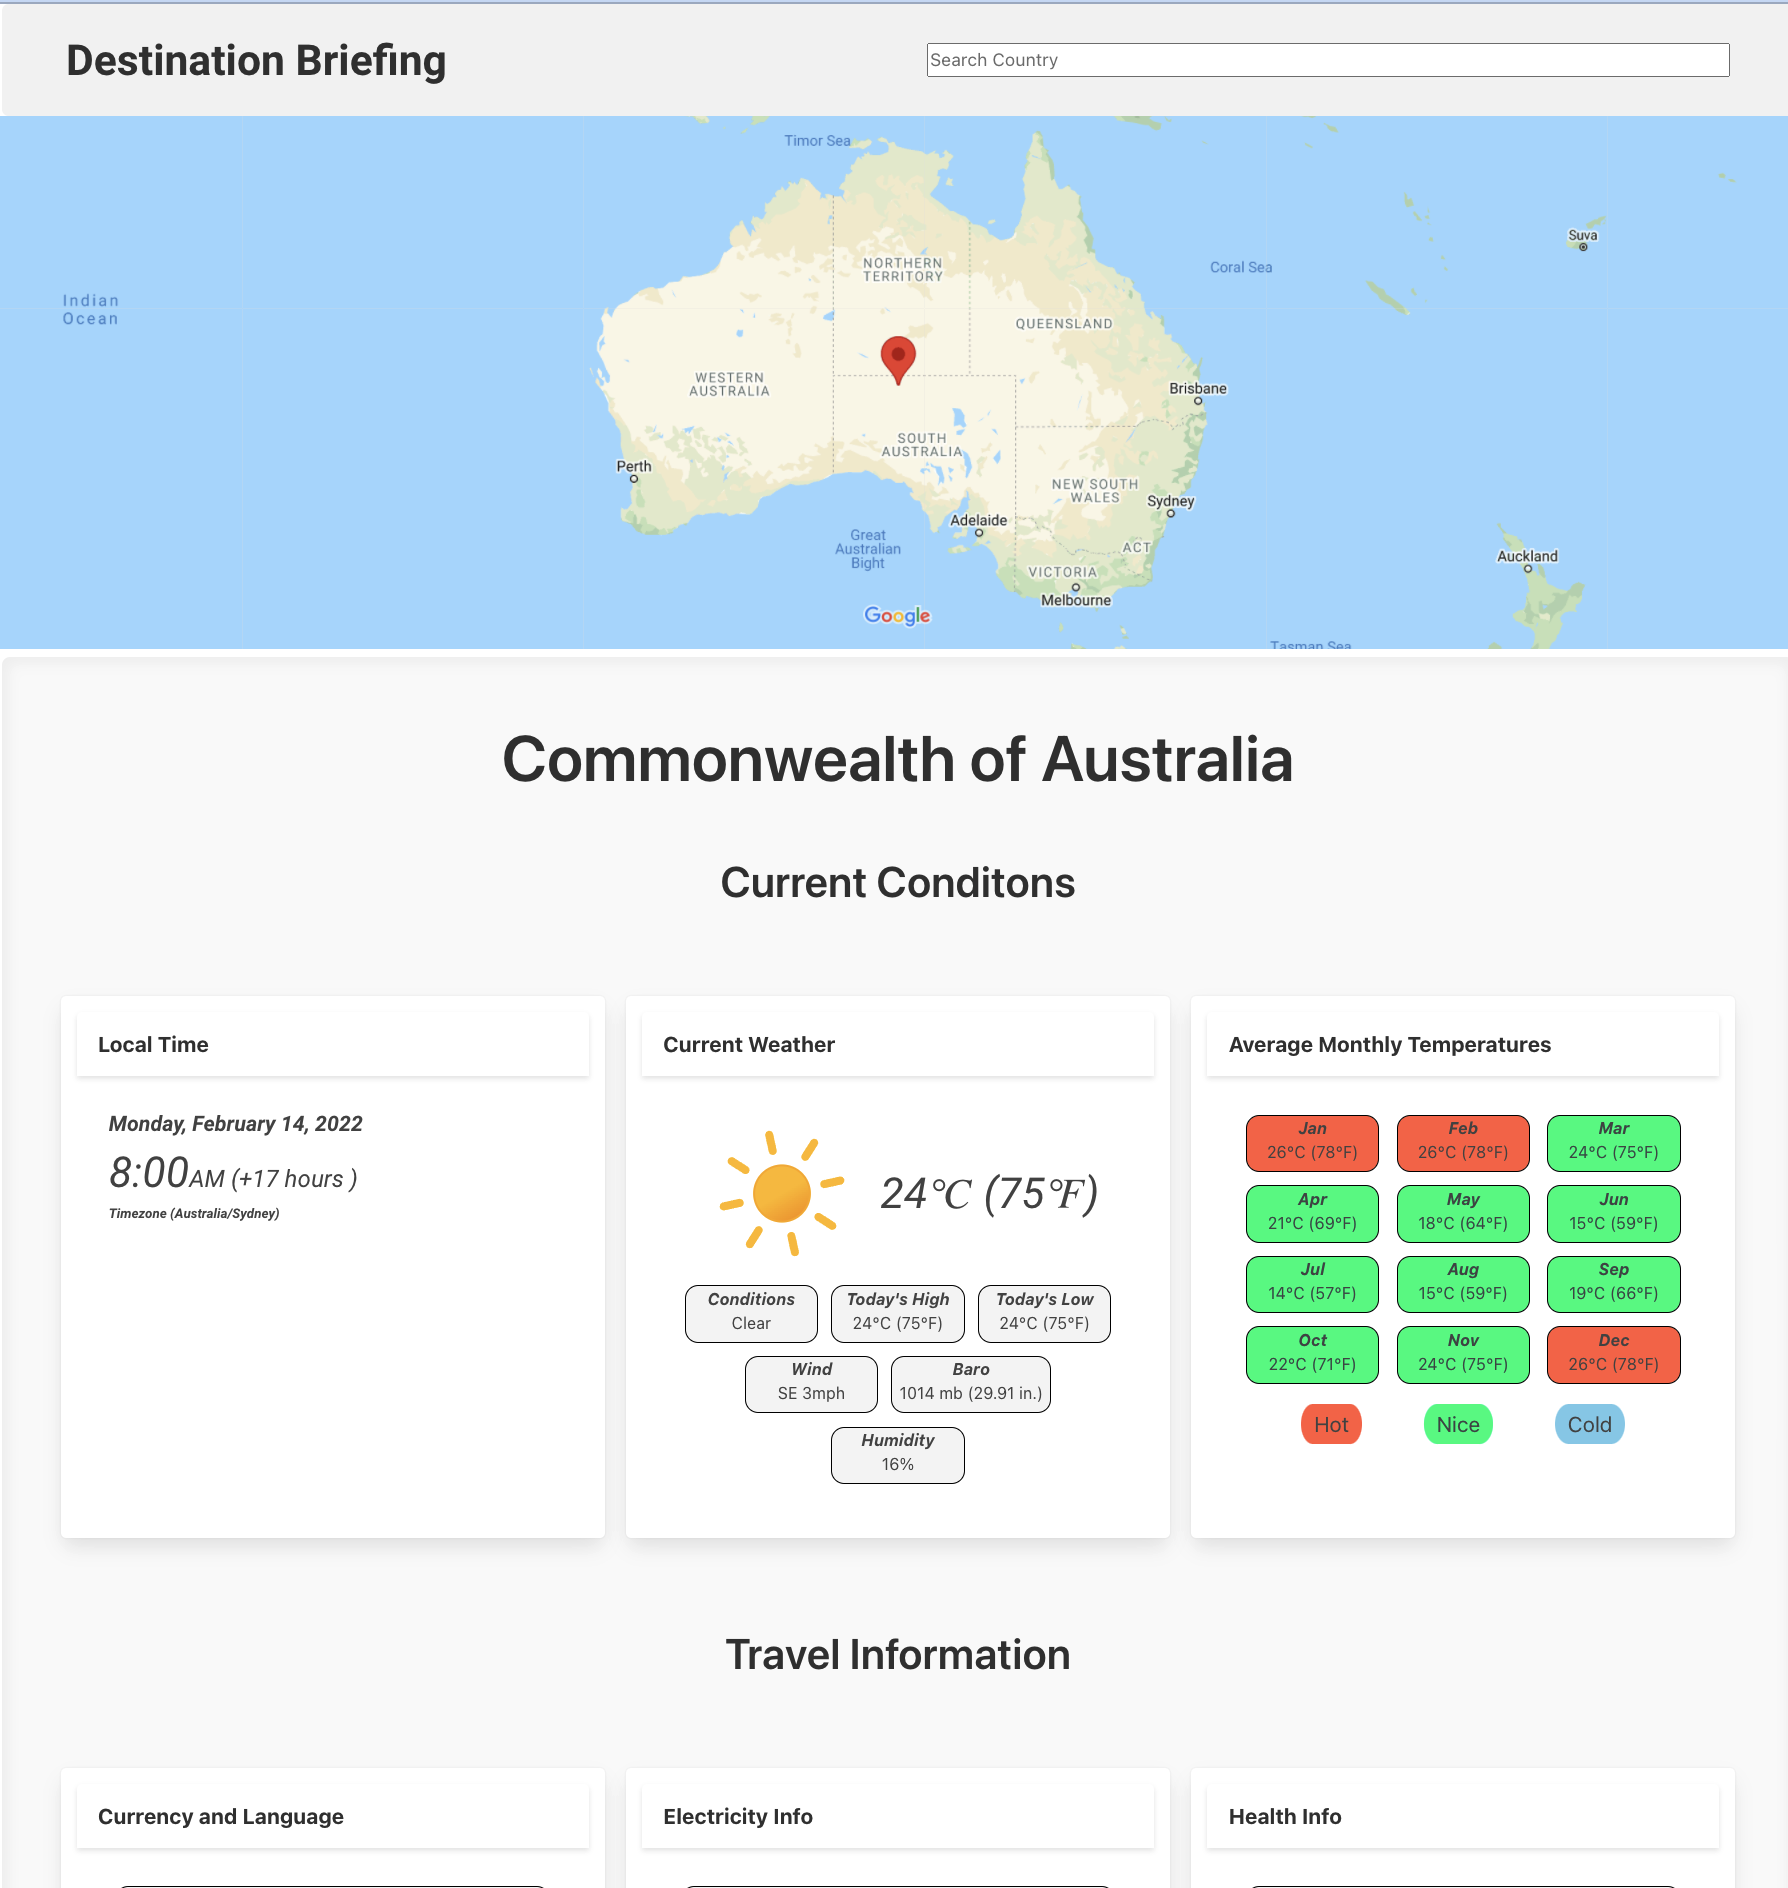 Destination Briefing
Search Country
Timor Sea
Suva
Coral Sea
NORTHERN
TERRITORY
Indian
Ocean
QUEENSLAND
WESTERN
AUSTRALIA
Brisbane
SOUTH
AUSTRALIA
Perth
NEW SOUTH
WALES
Sydney
Adelaide
Great
Australian
Bight
ACT
Auckland
VICTORIA
Melbourne
Google
Tasman Sea
Commonwealth of Australia
Current Conditons
Local Time
Monday, February 14, 2022
8:00AM (+17 hours )
Timezone (Australia/Sydney)
Current Weather
24°C (75°F)
Conditions
Clear
Today's High
24°C (75°F)
Today's Low
24°C (75°F)
Wind
SE 3mph
Baro
1014 mb (29.91 in.)
Humidity
16%
Average Monthly Temperatures
Jan
26°C (78°F)
Feb
26°C (78°F)
Mar
24°C (75°F)
Apr
21°C (69°F)
May
18°C (64°F)
Jun
15°C (59°F)
Jul
14°C (57°F)
Aug
15°C (59°F)
Sep
19°C (66°F)
Oct
22°C (71°F)
Nov
24°C (75°F)
Dec
26°C (78°F)
Hot
Nice
Cold
Travel Information
Currency and Language
Electricity Info
Health Info